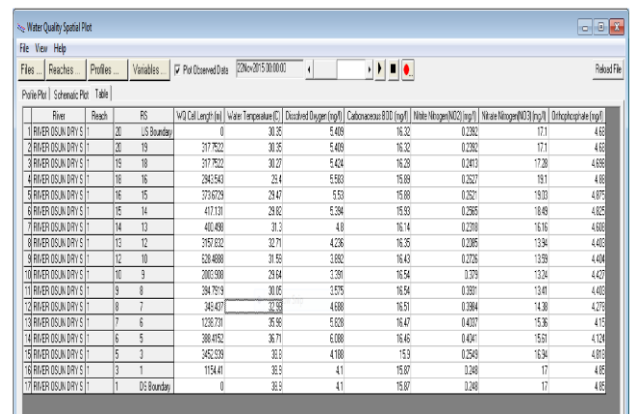 Water Quality Spatial Plot
File View Help
Files ... Reaches ... Profiles ... Variables ... Plot Observed Data 22Nov2015 00:00:00 Reload File
Profile Plot Schematic Plot Table
River Reach RS WQ Cell Length (m) Water Temperature (C) Dissolved Oxygen (mg/l) Carbonaceous BOD (mg/l) Nitrite Nitrogen(NO2) (mg/l) Nitrate Nitrogen(NO3) (mg/l) Orthophosphate (mg/l)
1 RIVER OSUN DRY S 1 20 US Boundary 0 30.35 5.409 16.32 0.2392 17.1 4.68
2 RIVER OSUN DRY S 1 20 19 317.7522 30.35 5.409 16.32 0.2392 17.1 4.68
3 RIVER OSUN DRY S 1 19 18 317.7522 30.27 5.424 16.28 0.2413 17.28 4.696
4 RIVER OSUN DRY S 1 18 16 2843.543 29.4 5.583 15.89 0.2627 19.1 4.88
5 RIVER OSUN DRY S 1 16 15 373.6729 29.47 5.53 15.88 0.2621 19.03 4.875
6 RIVER OSUN DRY S 1 15 14 417.131 29.82 5.394 15.93 0.2565 18.49 4.825
7 RIVER OSUN DRY S 1 14 13 400.498 31.3 4.8 16.14 0.2318 16.16 4.608
8 RIVER OSUN DRY S 1 13 12 3157.632 32.71 4.236 16.35 0.2085 13.94 4.403
9 RIVER OSUN DRY S 1 12 10 628.4888 31.59 3.892 16.43 0.2726 13.59 4.404
10 RIVER OSUN DRY S 1 10 9 2803.908 29.64 3.391 16.54 0.379 13.24 4.427
11 RIVER OSUN DRY S 1 9 8 394.7919 30.05 3.575 16.54 0.3931 13.41 4.403
12 RIVER OSUN DRY S 1 8 7 349.437 32.98 4.688 16.51 0.3984 14.38 4.279
13 RIVER OSUN DRY S 1 7 6 1238.731 35.98 5.828 16.47 0.4037 15.36 4.15
14 RIVER OSUN DRY S 1 6 5 388.4152 36.71 6.088 16.46 0.4041 15.61 4.124
15 RIVER OSUN DRY S 1 5 3 3452.939 38.8 4.188 15.9 0.2549 16.94 4.819
16 RIVER OSUN DRY S 1 3 1 1154.41 38.9 4.1 15.87 0.248 17 4.85
17 RIVER OSUN DRY S 1 1 DS Boundary 0 38.9 4.1 15.87 0.248 17 4.85